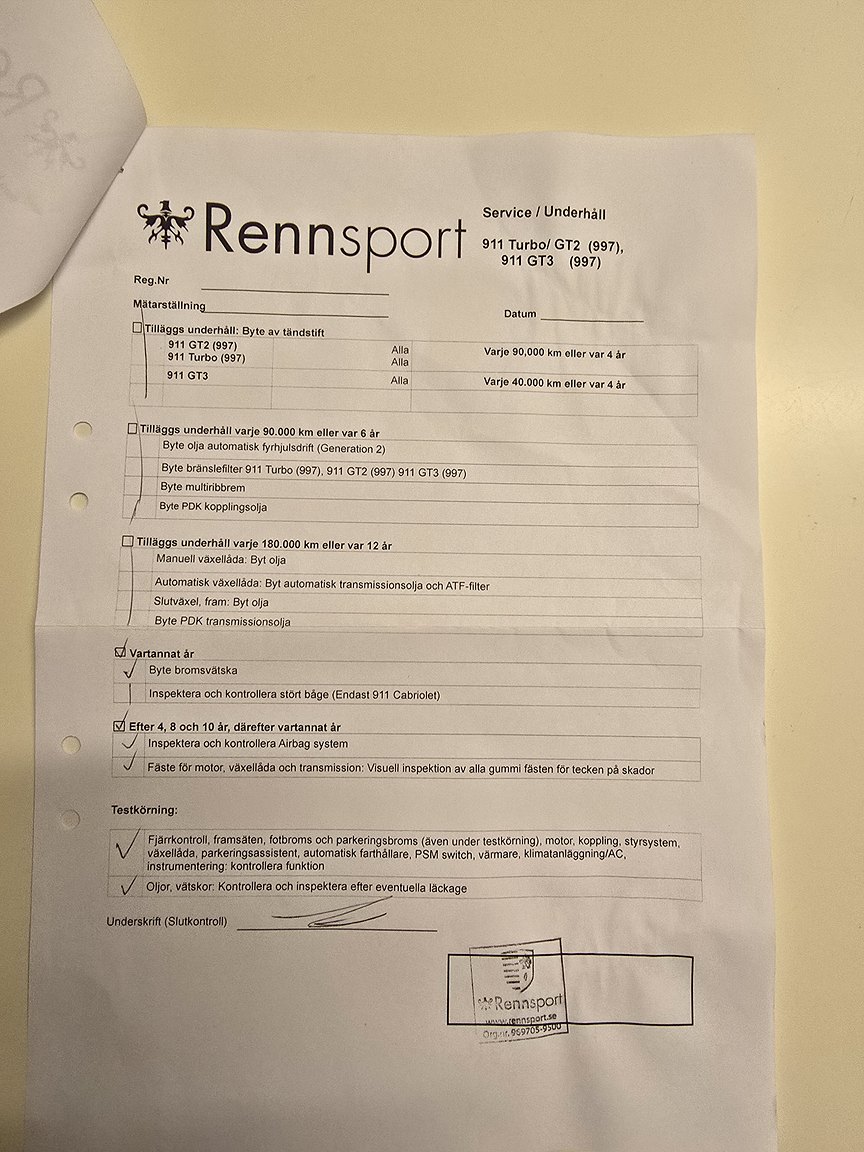 Rennsport
Service / Underhåll
911 Turbo/ GT2 (997),
911 GT3 (997)
Reg.Nr
Mätarställning
Datum
Tilläggs underhåll: Byte av tändstift
911 GT2 (997) Alla Varje 90,000 km eller var 4 år
911 Turbo (997) Alla
911 GT3 Alla Varje 40.000 km eller var 4 år
Tilläggs underhåll varje 90.000 km eller var 6 år
Byte olja automatisk fyrhjulsdrift (Generation 2)
Byte bränslefilter 911 Turbo (997), 911 GT2 (997) 911 GT3 (997)
Byte multiribbrem
Byte PDK kopplingsolja
Tilläggs underhåll varje 180.000 km eller var 12 år
Manuell växellåda: Byt olja
Automatisk växellåda: Byt automatisk transmissionsolja och ATF-filter
Slutväxel, fram: Byt olja
Byte PDK transmissionsolja
Vartannat år
Byte bromsvätska
Inspektera och kontrollera stört båge (Endast 911 Cabriolet)
Efter 4, 8 och 10 år, därefter vartannat år
Inspektera och kontrollera Airbag system
Fäste för motor, växellåda och transmission: Visuell inspektion av alla gummi fästen för tecken på skador
Testkörning:
Fjärrkontroll, framsäten, fotbroms och parkeringsbroms (även under testkörning), motor, koppling, styrsystem,
växellåda, parkeringsassistent, automatisk farthållare, PSM switch, värmare, klimatanläggning/AC,
instrumentering: kontrollera funktion
Oljor, vätskor: Kontrollera och inspektera efter eventuella läckage
Underskrift (Slutkontroll)
Rennsport
www.rennsport.se
Org.nr. 969705-9500